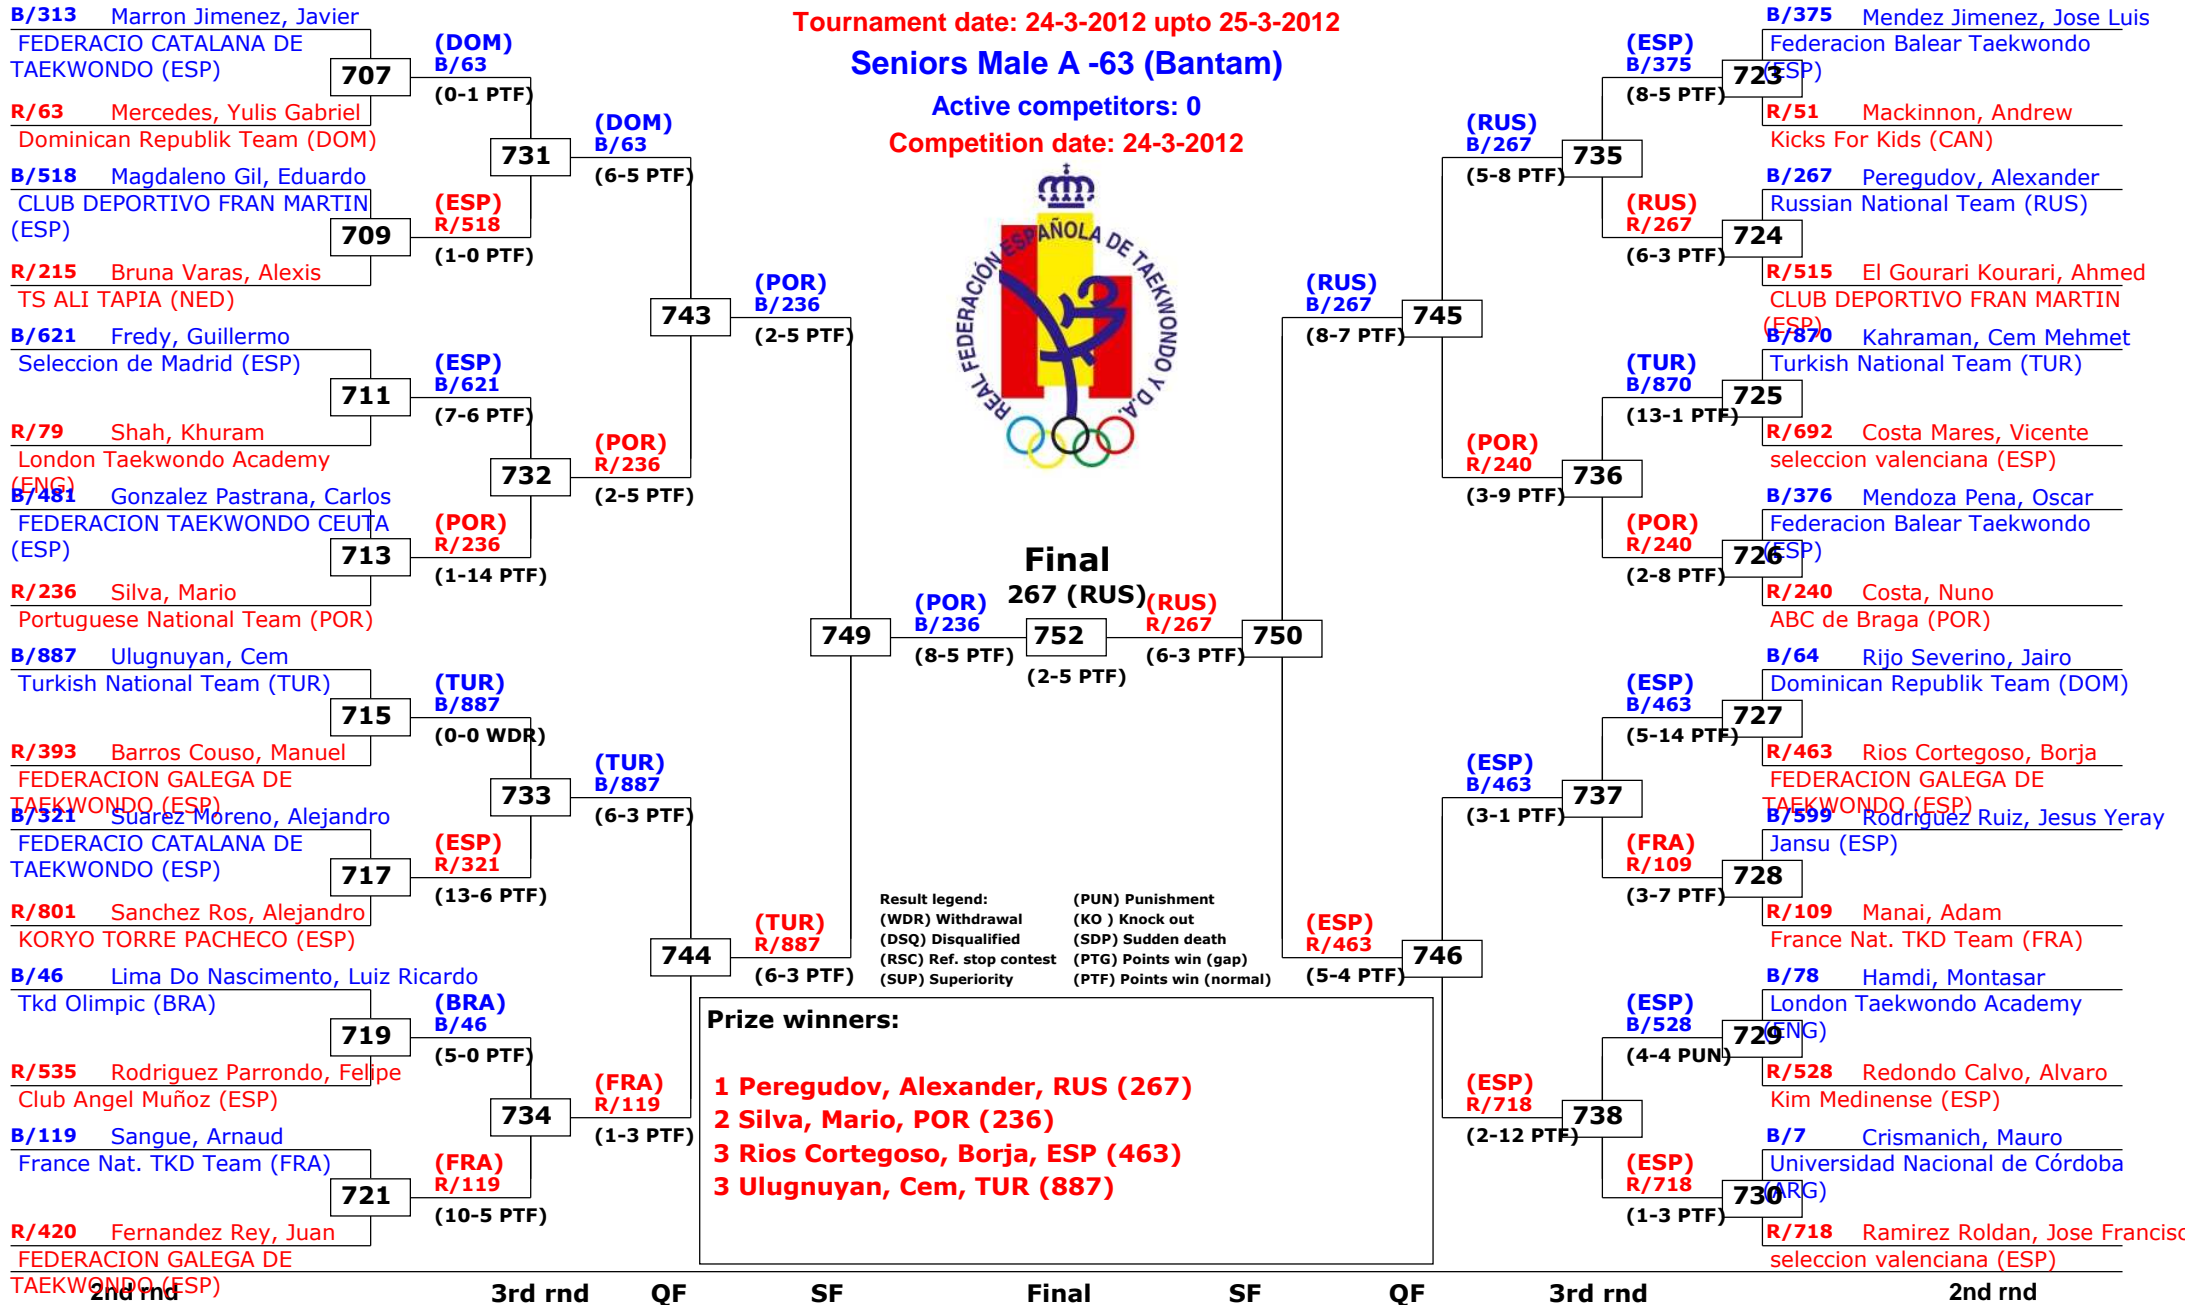 Tournament date: 24-3-2012 upto 25-3-2012
Seniors Male A -63 (Bantam)
Active competitors: 0
Competition date: 24-3-2012
REAL FEDERACIÓN ESPAÑOLA DE TAEKWONDO Y D.A.
B/313 Marron Jimenez, Javier
FEDERACIO CATALANA DE
TAEKWONDO (ESP)
707
R/63 Mercedes, Yulis Gabriel
Dominican Republik Team (DOM)
B/518 Magdaleno Gil, Eduardo
CLUB DEPORTIVO FRAN MARTIN
(ESP)
709
R/215 Bruna Varas, Alexis
TS ALI TAPIA (NED)
B/621 Fredy, Guillermo
Seleccion de Madrid (ESP)
711
R/79 Shah, Khuram
London Taekwondo Academy
(ENG)
B/481 Gonzalez Pastrana, Carlos
FEDERACION TAEKWONDO CEUTA
(ESP)
713
R/236 Silva, Mario
Portuguese National Team (POR)
B/887 Ulugnuyan, Cem
Turkish National Team (TUR)
715
R/393 Barros Couso, Manuel
FEDERACION GALEGA DE
TAEKWONDO (ESP)
B/321 Suarez Moreno, Alejandro
FEDERACIO CATALANA DE
TAEKWONDO (ESP)
717
R/801 Sanchez Ros, Alejandro
KORYO TORRE PACHECO (ESP)
B/46 Lima Do Nascimento, Luiz Ricardo
Tkd Olimpic (BRA)
719
R/535 Rodriguez Parrondo, Felipe
Club Angel Muñoz (ESP)
B/119 Sangue, Arnaud
France Nat. TKD Team (FRA)
721
R/420 Fernandez Rey, Juan
FEDERACION GALEGA DE
TAEKWONDO (ESP)
(DOM)
B/63
(0-1 PTF)
731
(ESP)
R/518
(1-0 PTF)
(ESP)
B/621
(7-6 PTF)
732
(POR)
R/236
(1-14 PTF)
(TUR)
B/887
(0-0 WDR)
733
(ESP)
R/321
(13-6 PTF)
(BRA)
B/46
(5-0 PTF)
734
(FRA)
R/119
(10-5 PTF)
(DOM)
B/63
(6-5 PTF)
743
(POR)
R/236
(2-5 PTF)
(TUR)
B/887
(6-3 PTF)
744
(FRA)
R/119
(1-3 PTF)
(POR)
B/236
(2-5 PTF)
749
(TUR)
R/887
(6-3 PTF)
Final
267 (RUS)
(POR)
B/236
(8-5 PTF)
752
(2-5 PTF)
(RUS)
R/267
(6-3 PTF)
750
(RUS)
B/267
(8-7 PTF)
745
(ESP)
R/463
(5-4 PTF)
746
(RUS)
B/267
(5-8 PTF)
735
(POR)
R/240
(3-9 PTF)
736
(ESP)
B/463
(3-1 PTF)
737
(ESP)
R/718
(2-12 PTF)
738
(ESP)
B/375
(8-5 PTF)
(RUS)
R/267
(6-3 PTF)
(TUR)
B/870
(13-1 PTF)
(POR)
R/240
(2-8 PTF)
(ESP)
B/463
(5-14 PTF)
(FRA)
R/109
(3-7 PTF)
(ESP)
B/528
(4-4 PUN)
(ESP)
R/718
(1-3 PTF)
B/375 Mendez Jimenez, Jose Luis
Federacion Balear Taekwondo
(ESP)
723
R/51 Mackinnon, Andrew
Kicks For Kids (CAN)
B/267 Peregudov, Alexander
Russian National Team (RUS)
724
R/515 El Gourari Kourari, Ahmed
CLUB DEPORTIVO FRAN MARTIN
(ESP)
B/870 Kahraman, Cem Mehmet
Turkish National Team (TUR)
725
R/692 Costa Mares, Vicente
seleccion valenciana (ESP)
B/376 Mendoza Pena, Oscar
Federacion Balear Taekwondo
(ESP)
726
R/240 Costa, Nuno
ABC de Braga (POR)
B/64 Rijo Severino, Jairo
Dominican Republik Team (DOM)
727
R/463 Rios Cortegoso, Borja
FEDERACION GALEGA DE
TAEKWONDO (ESP)
B/599 Rodriguez Ruiz, Jesus Yeray
Jansu (ESP)
728
R/109 Manai, Adam
France Nat. TKD Team (FRA)
B/78 Hamdi, Montasar
London Taekwondo Academy
(ENG)
729
R/528 Redondo Calvo, Alvaro
Kim Medinense (ESP)
B/7 Crismanich, Mauro
Universidad Nacional de Córdoba
(ARG)
730
R/718 Ramirez Roldan, Jose Francisc
seleccion valenciana (ESP)
Result legend:
(WDR) Withdrawal
(DSQ) Disqualified
(RSC) Ref. stop contest
(SUP) Superiority
(PUN) Punishment
(KO ) Knock out
(SDP) Sudden death
(PTG) Points win (gap)
(PTF) Points win (normal)
Prize winners:
1 Peregudov, Alexander, RUS (267)
2 Silva, Mario, POR (236)
3 Rios Cortegoso, Borja, ESP (463)
3 Ulugnuyan, Cem, TUR (887)
2nd rnd 3rd rnd QF SF Final SF QF 3rd rnd 2nd rnd